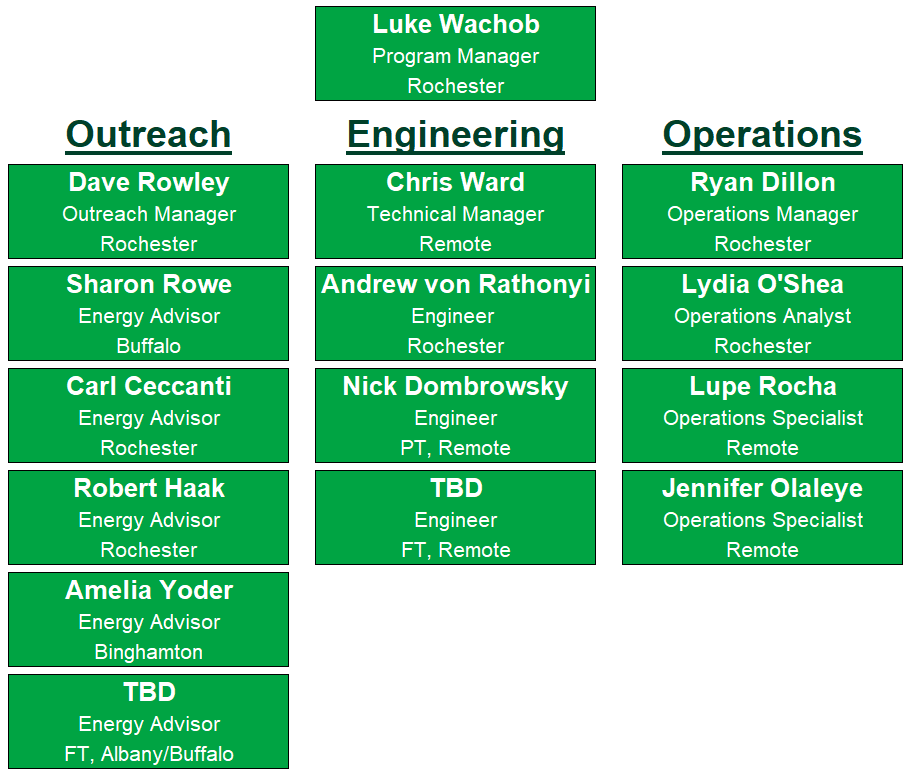 Luke Wachob
Program Manager
Rochester
Outreach
Dave Rowley
Outreach Manager
Rochester
Sharon Rowe
Energy Advisor
Buffalo
Carl Ceccanti
Energy Advisor
Rochester
Robert Haak
Energy Advisor
Rochester
Amelia Yoder
Energy Advisor
Binghamton
TBD
Energy Advisor
FT, Albany/Buffalo
Engineering
Chris Ward
Technical Manager
Remote
Andrew von Rathonyi
Engineer
Rochester
Nick Dombrowsky
Engineer
PT, Remote
TBD
Engineer
FT, Remote
Operations
Ryan Dillon
Operations Manager
Rochester
Lydia O'Shea
Operations Analyst
Rochester
Lupe Rocha
Operations Specialist
Remote
Jennifer Olaleye
Operations Specialist
Remote